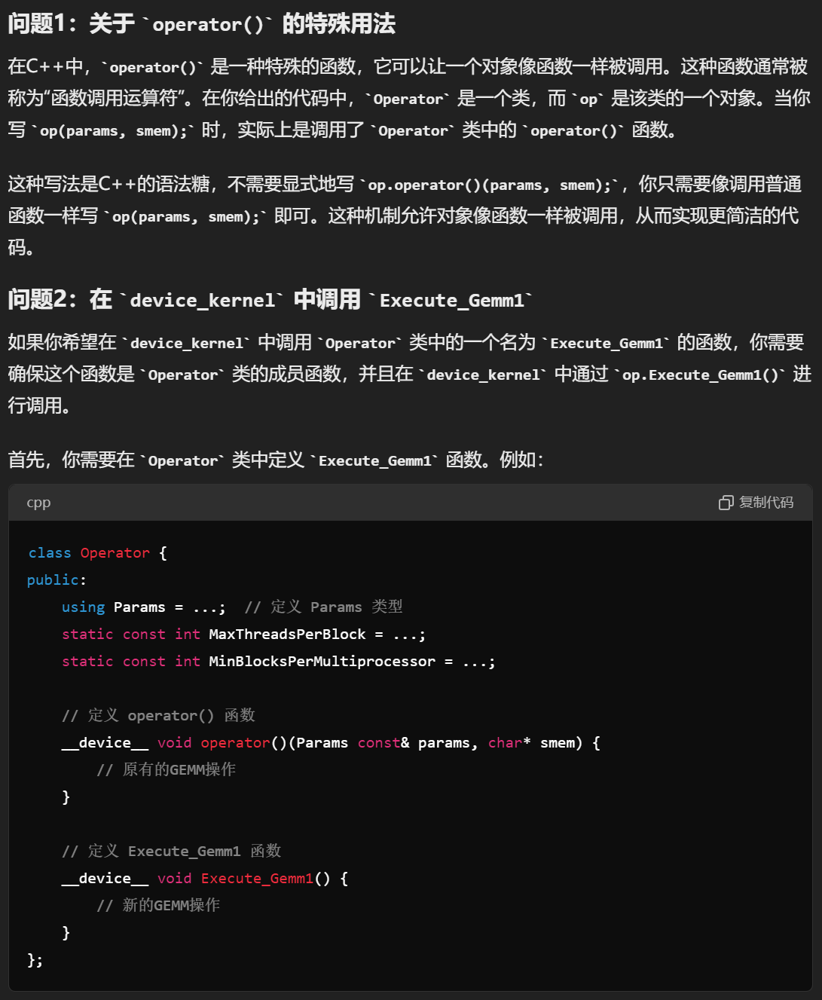 问题1：关于 `operator()` 的特殊用法
在C++中，`operator()` 是一种特殊的函数，它可以让一个对象像函数一样被调用。这种函数通常被
称为“函数调用运算符”。在你给出的代码中，`Operator` 是一个类，而 `op` 是该类的一个对象。当你
写 `op(params, smem);` 时，实际上是调用了 `Operator` 类中的 `operator()` 函数。
这种写法是C++的语法糖，不需要显式地写 `op.operator()(params, smem);`，你只需要像调用普通
函数一样写 `op(params, smem);` 即可。这种机制允许对象像函数一样被调用，从而实现更简洁的代
码。
问题2：在 `device_kernel` 中调用 `Execute_Gemm1`
如果你希望在 `device_kernel` 中调用 `Operator` 类中的一个名为 `Execute_Gemm1` 的函数，你需要
确保这个函数是 `Operator` 类的成员函数，并且在 `device_kernel` 中通过 `op.Execute_Gemm1()` 进
行调用。
首先，你需要在 `Operator` 类中定义 `Execute_Gemm1` 函数。例如：
cpp 复制代码
class Operator {
public:
    using Params = ...;  // 定义 Params 类型
    static const int MaxThreadsPerBlock = ...;
    static const int MinBlocksPerMultiprocessor = ...;
    // 定义 operator() 函数
    __device__ void operator()(Params const& params, char* smem) {
        // 原有的GEMM操作
    }
    // 定义 Execute_Gemm1 函数
    __device__ void Execute_Gemm1() {
        // 新的GEMM操作
    }
};